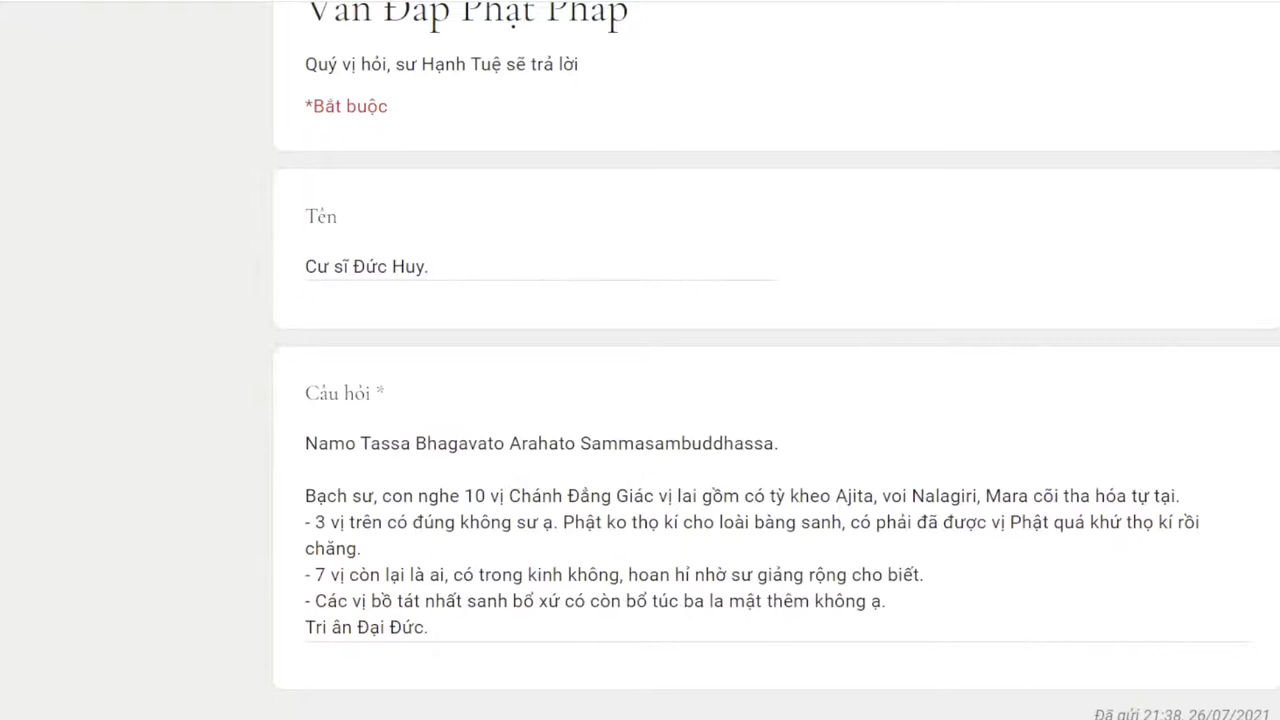 Vấn Đáp Phật Pháp
Quý vị hỏi, sư Hạnh Tuệ sẽ trả lời
*Bắt buộc
Tên
Cư sĩ Đức Huy.
Câu hỏi *
Namo Tassa Bhagavato Arahato Sammasambuddhassa.
Bạch sư, con nghe 10 vị Chánh Đẳng Giác vị lai gồm có tỳ kheo Ajita, voi Nalagiri, Mara cõi tha hóa tự tại.
- 3 vị trên có đúng không sư ạ. Phật ko thọ kí cho loài bàng sanh, có phải đã được vị Phật quá khứ thọ kí rồi
chăng.
- 7 vị còn lại là ai, có trong kinh không, hoan hỉ nhờ sư giảng rộng cho biết.
- Các vị bồ tát nhất sanh bổ xứ có còn bổ túc ba la mật thêm không ạ.
Tri ân Đại Đức.
Đã gửi 21:38, 26/07/2021